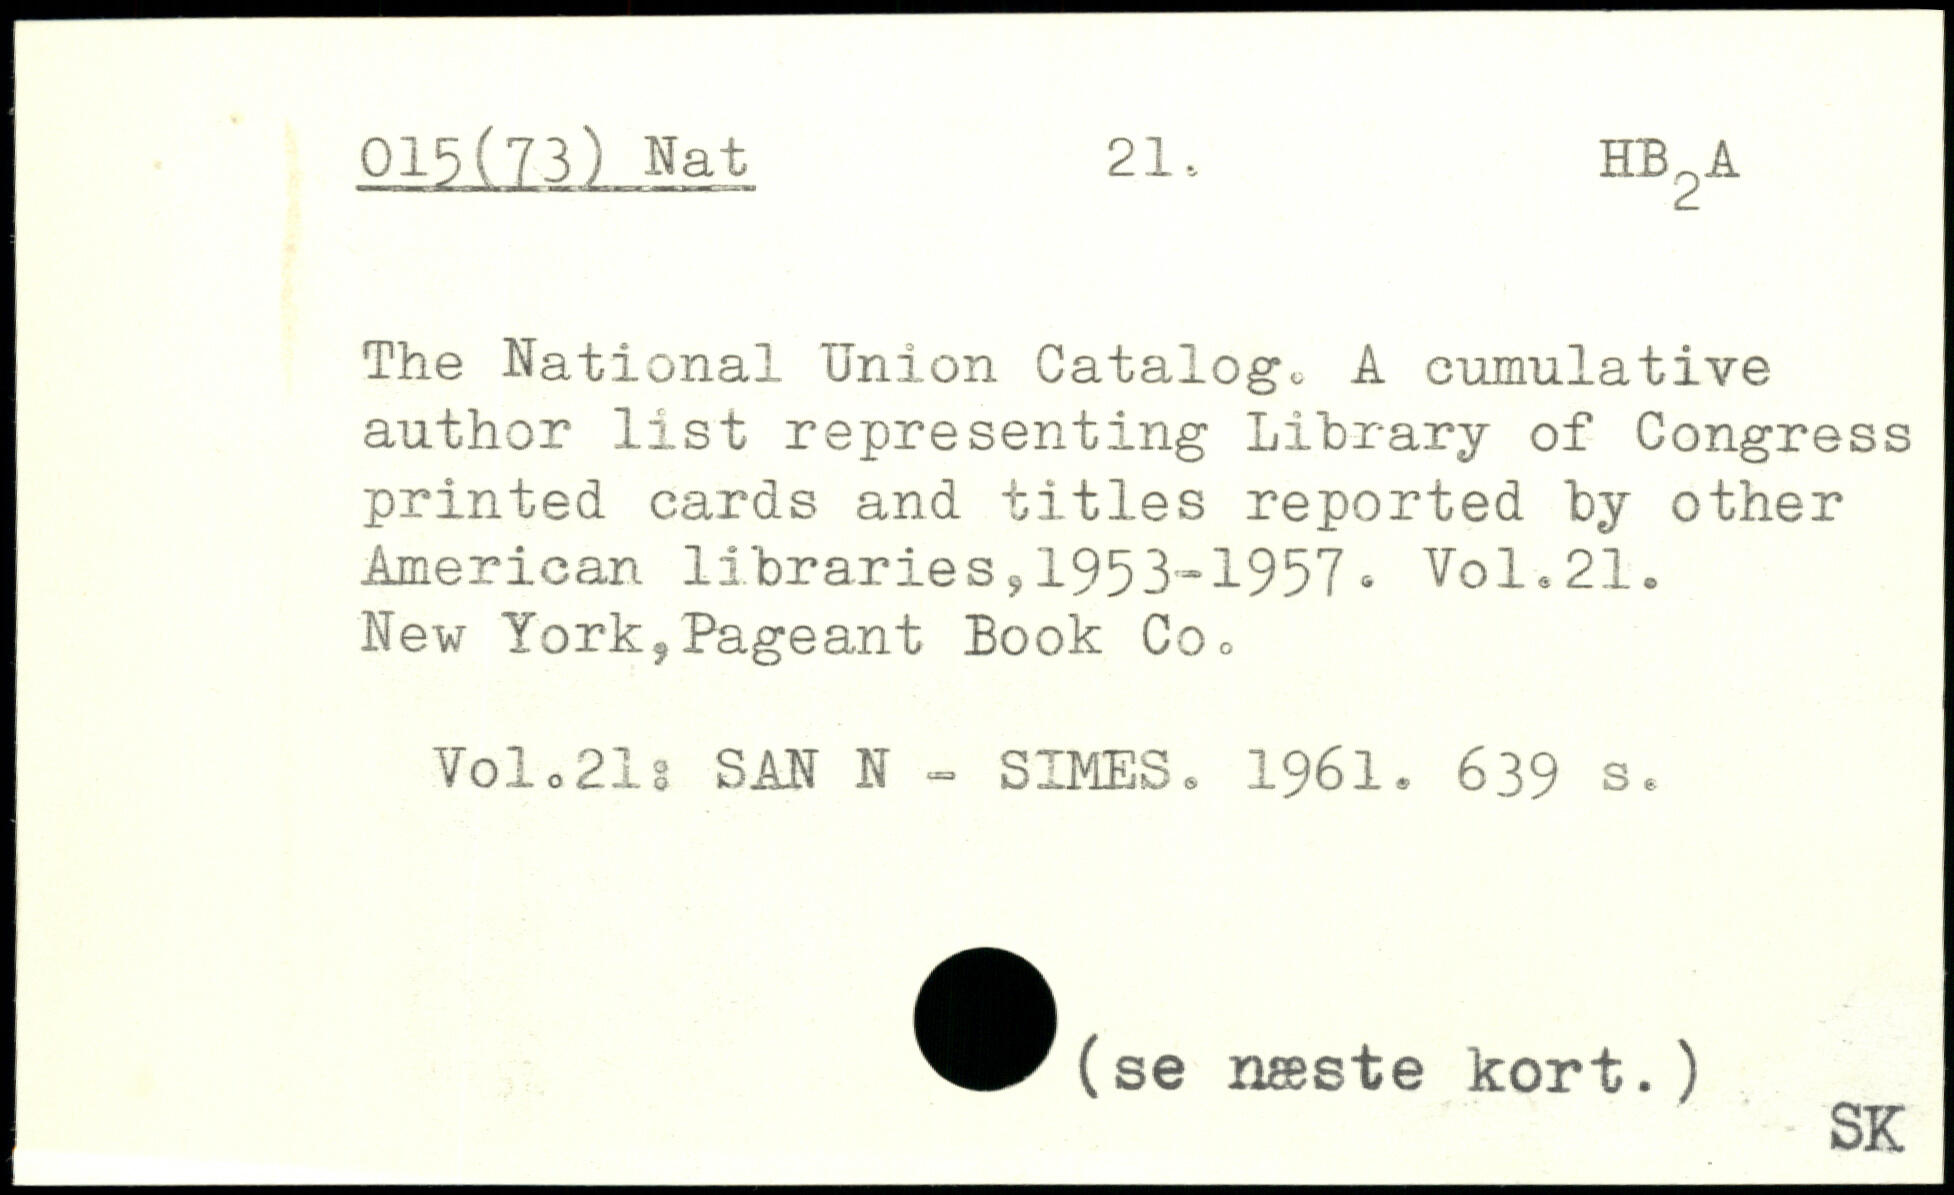 015(73) Nat 21. HB₂A
The National Union Catalog. A cumulative
author list representing Library of Congress
printed cards and titles reported by other
American libraries,1953-1957. Vol.21.
New York,Pageant Book Co.
Vol.21: SAN N - SIMES. 1961. 639 s.
(se næste kort.)
SK